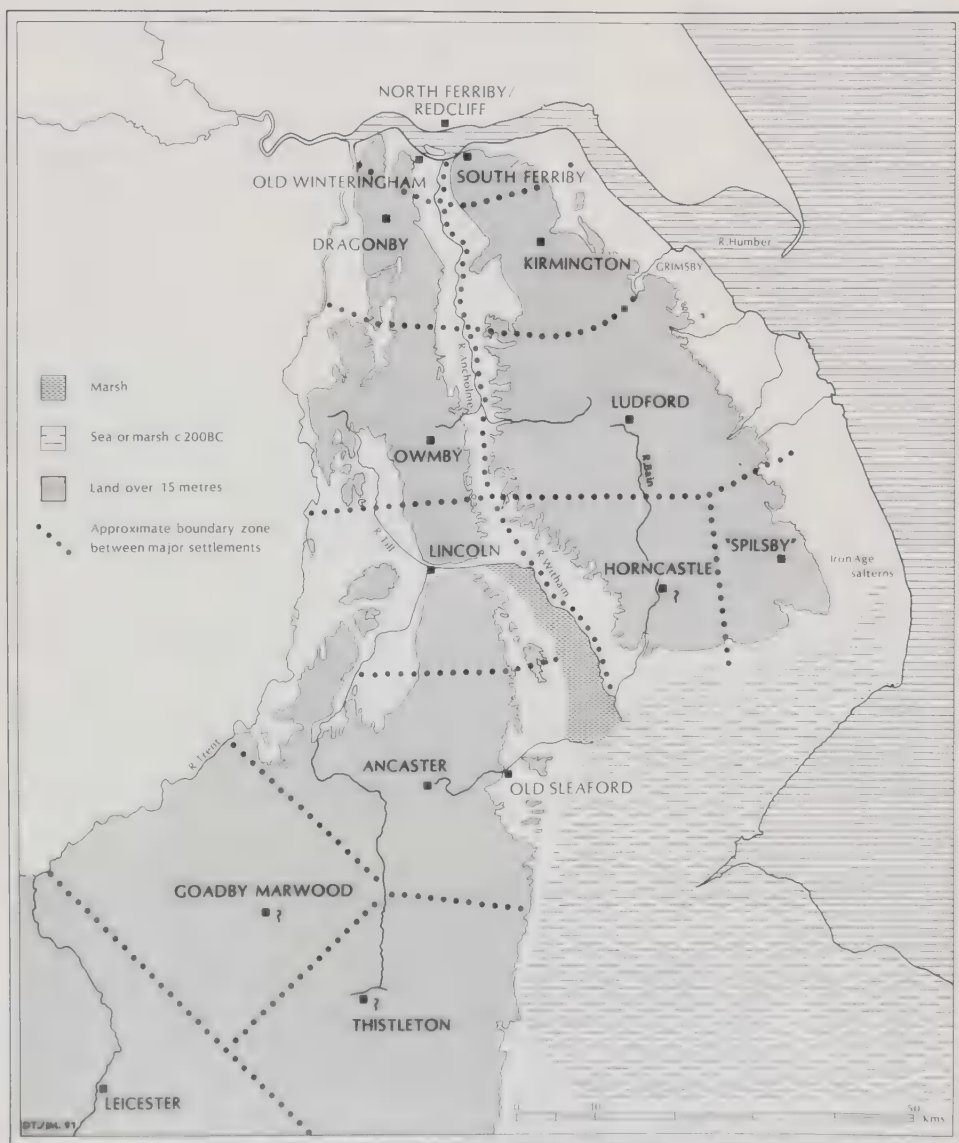 NORTH FERRIBY/
REDCLIFF
OLD WINTERINGHAM
SOUTH FERRIBY
DRAGONBY
KIRMINGTON
R.Humber
GRIMSBY
R.Ancholme
Marsh
Sea or marsh c 200BC
Land over 15 metres
Approximate boundary zone
between major settlements
LUDFORD
OWMBY
R.Bain
R.Till
LINCOLN
R.Witham
HORNCASTLE
?
"SPILSBY"
Iron Age
salterns
R.Trent
ANCASTER
OLD SLEAFORD
GOADBY MARWOOD
?
THISTLETON
?
LEICESTER
0 10 50
kms